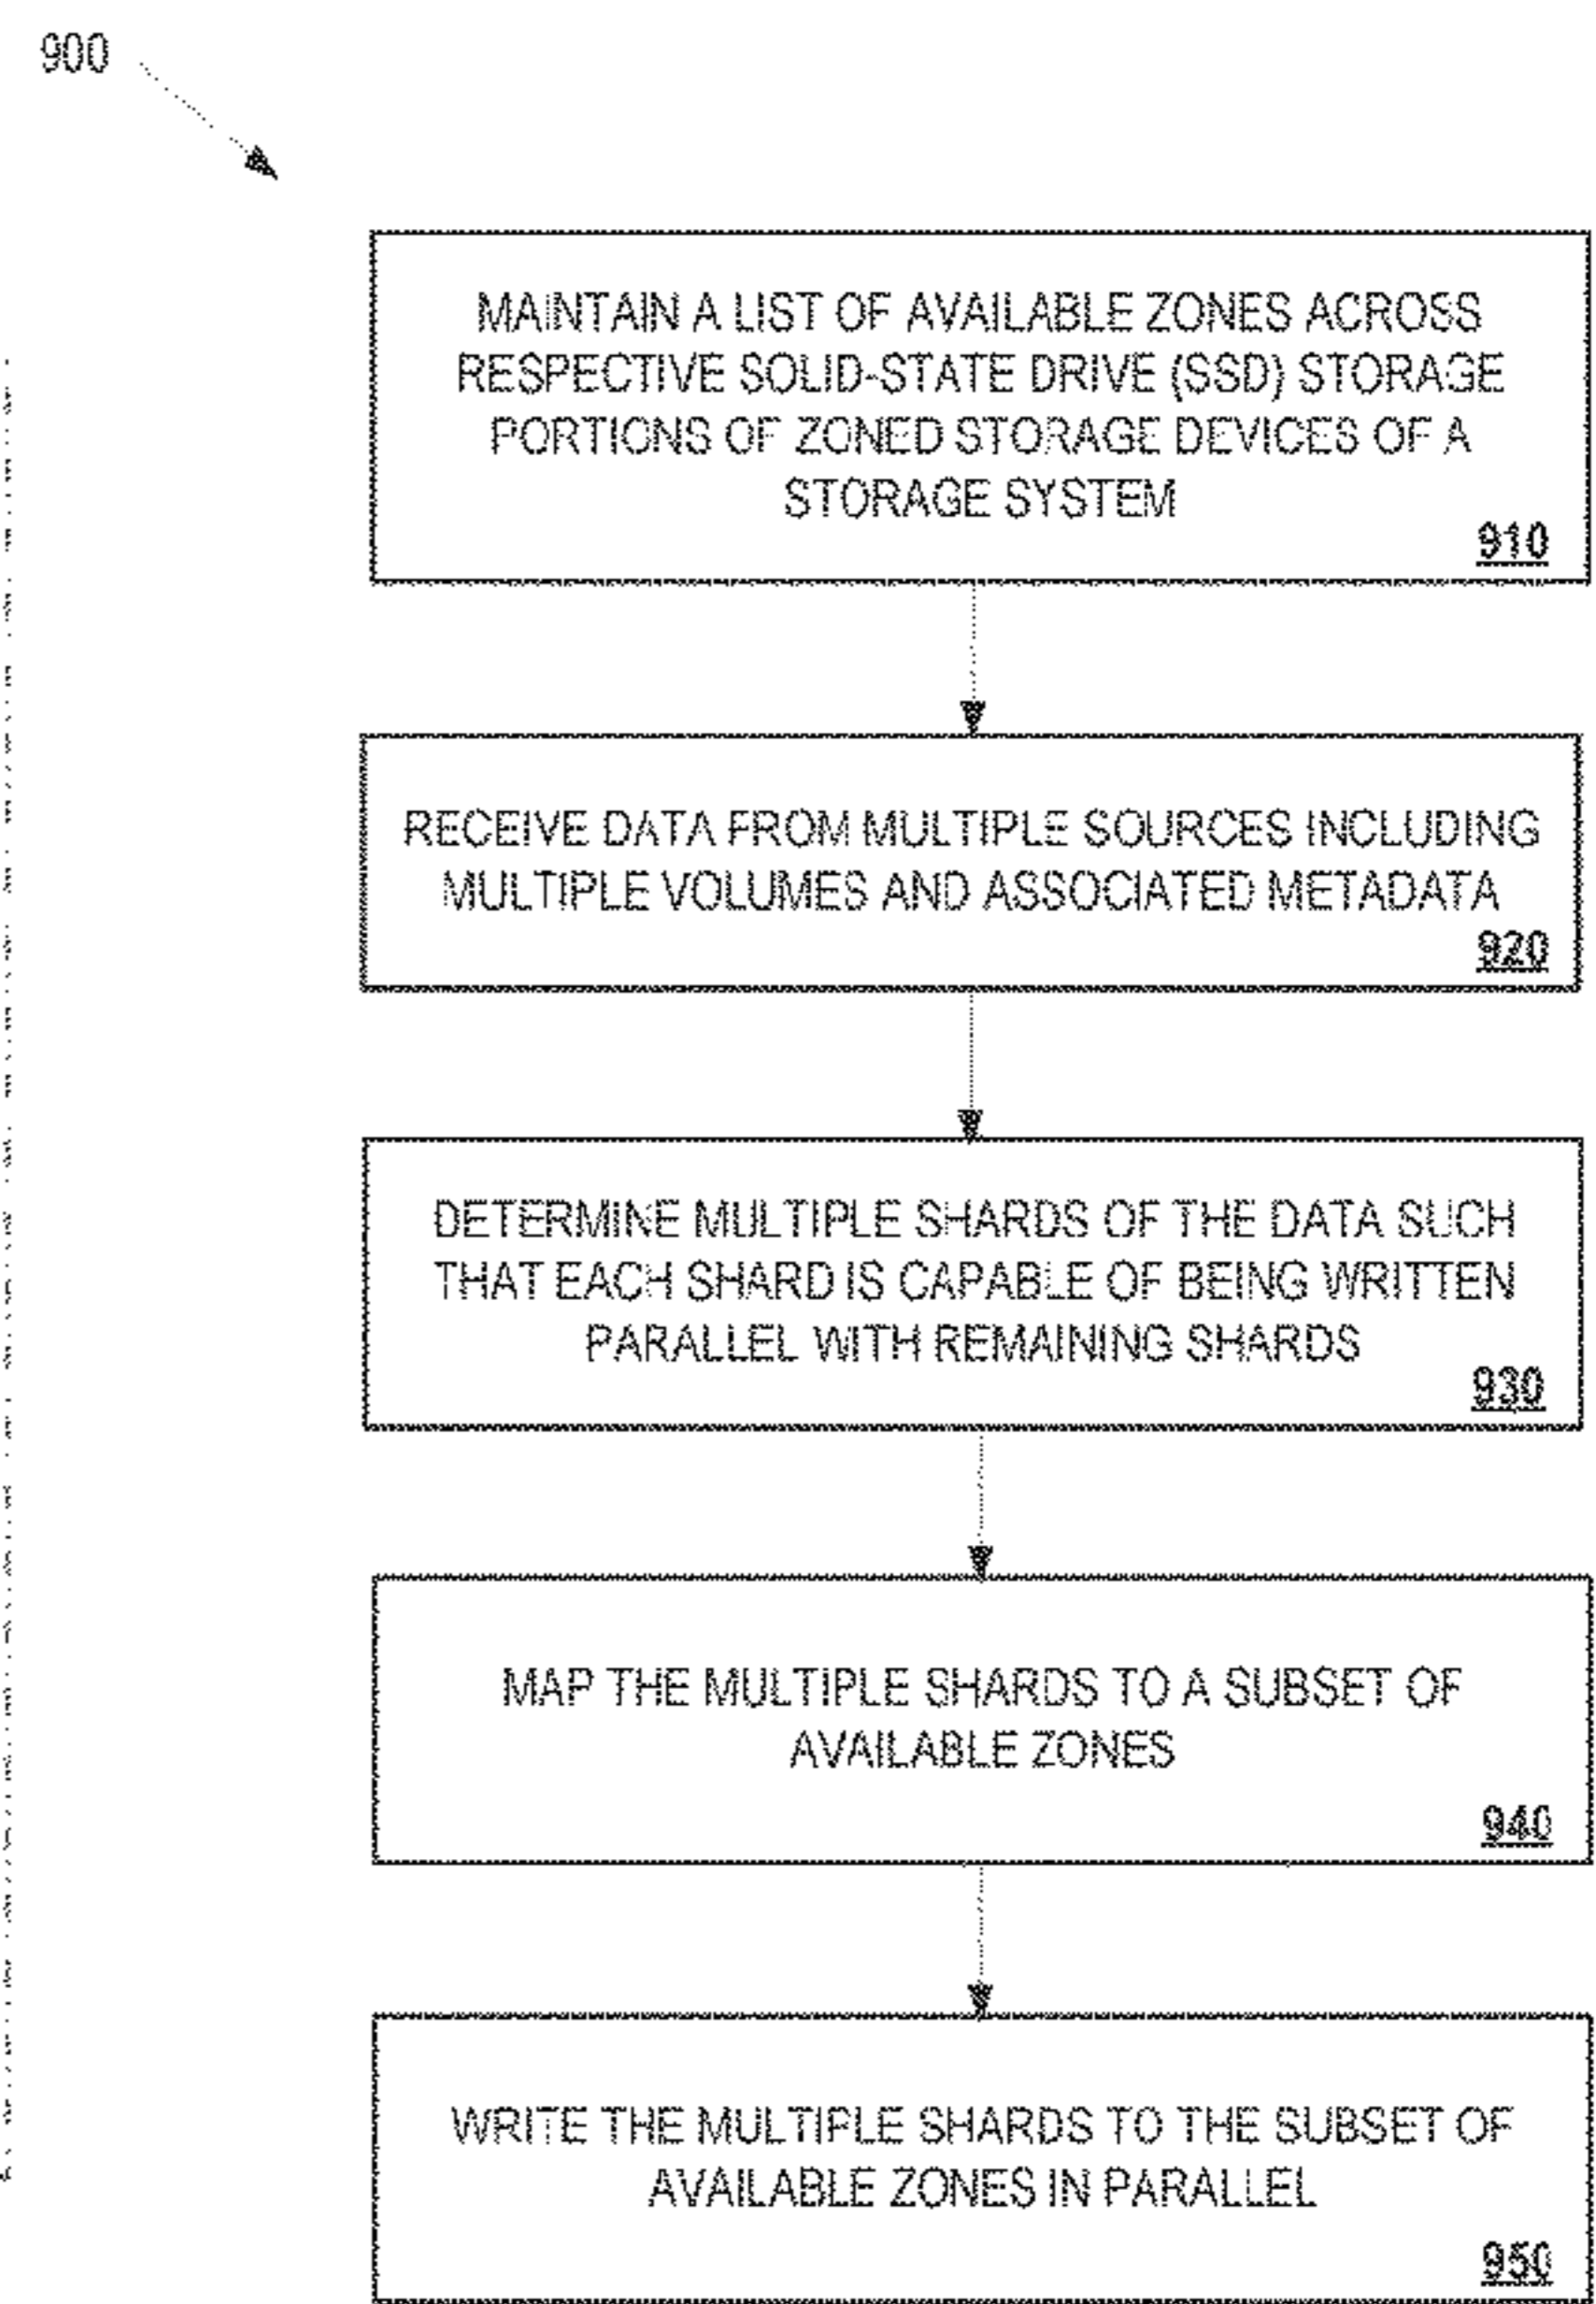 900
MAINTAIN A LIST OF AVAILABLE ZONES ACROSS
RESPECTIVE SOLID-STATE DRIVE (SSD) STORAGE
PORTIONS OF ZONED STORAGE DEVICES OF A
STORAGE SYSTEM
910
RECEIVE DATA FROM MULTIPLE SOURCES INCLUDING
MULTIPLE VOLUMES AND ASSOCIATED METADATA
920
DETERMINE MULTIPLE SHARDS OF THE DATA SUCH
THAT EACH SHARD IS CAPABLE OF BEING WRITTEN
PARALLEL WITH REMAINING SHARDS
930
MAP THE MULTIPLE SHARDS TO A SUBSET OF
AVAILABLE ZONES
940
WRITE THE MULTIPLE SHARDS TO THE SUBSET OF
AVAILABLE ZONES IN PARALLEL
950